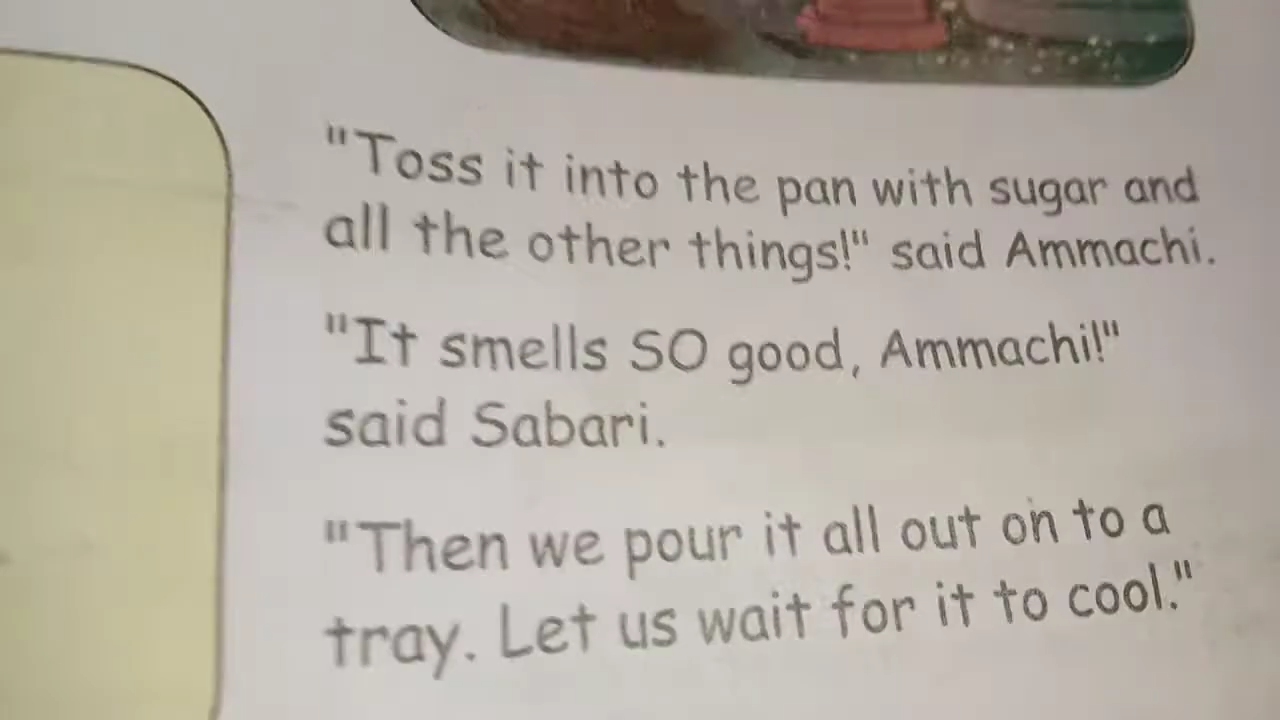 "Toss it into the pan with sugar and
all the other things!" said Ammachi.
"It smells SO good, Ammachi!"
said Sabari.
"Then we pour it all out on to a
tray. Let us wait for it to cool."